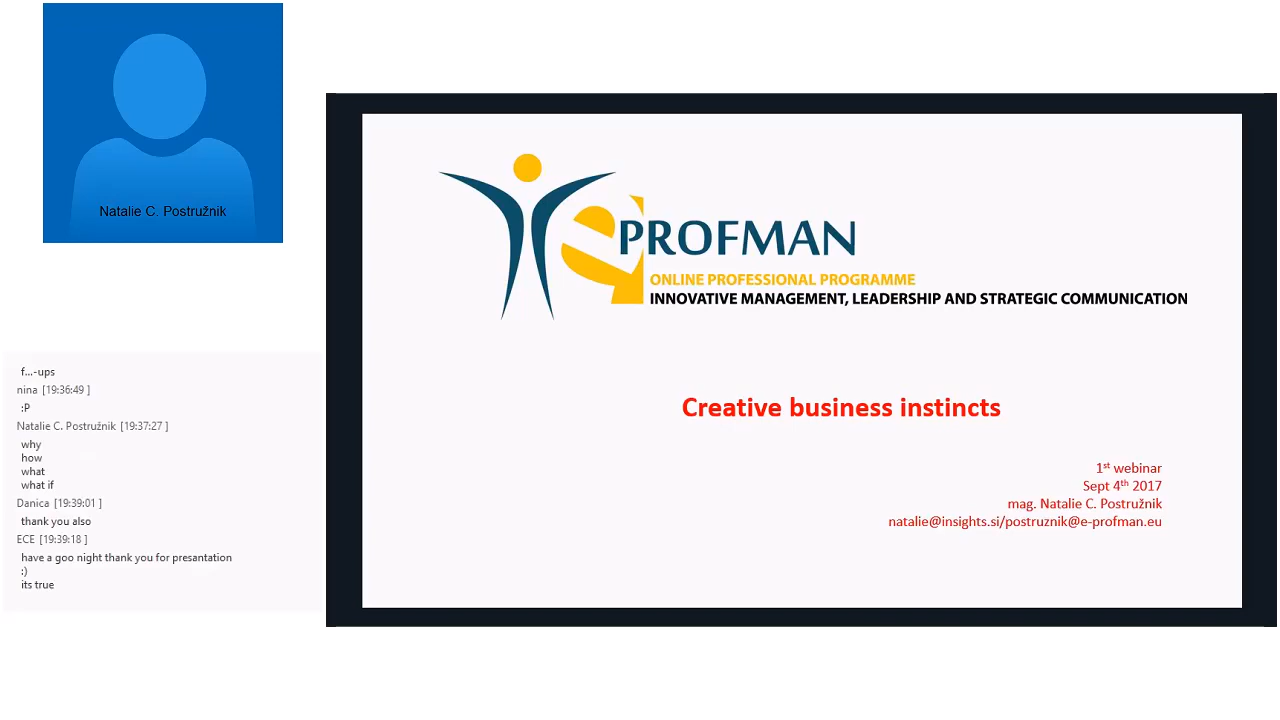 Natalie C. Postružnik
f...-ups
nina [19:36:49 ]
:P
Natalie C. Postružnik [19:37:27 ]
why
how
what
what if
Danica [19:39:01 ]
thank you also
ECE [19:39:18 ]
have a goo night thank you for presantation
:)
its true
ePROFMAN
ONLINE PROFESSIONAL PROGRAMME
INNOVATIVE MANAGEMENT, LEADERSHIP AND STRATEGIC COMMUNICATION
Creative business instincts
1st webinar
Sept 4th 2017
mag. Natalie C. Postružnik
natalie@insights.si/postruznik@e-profman.eu